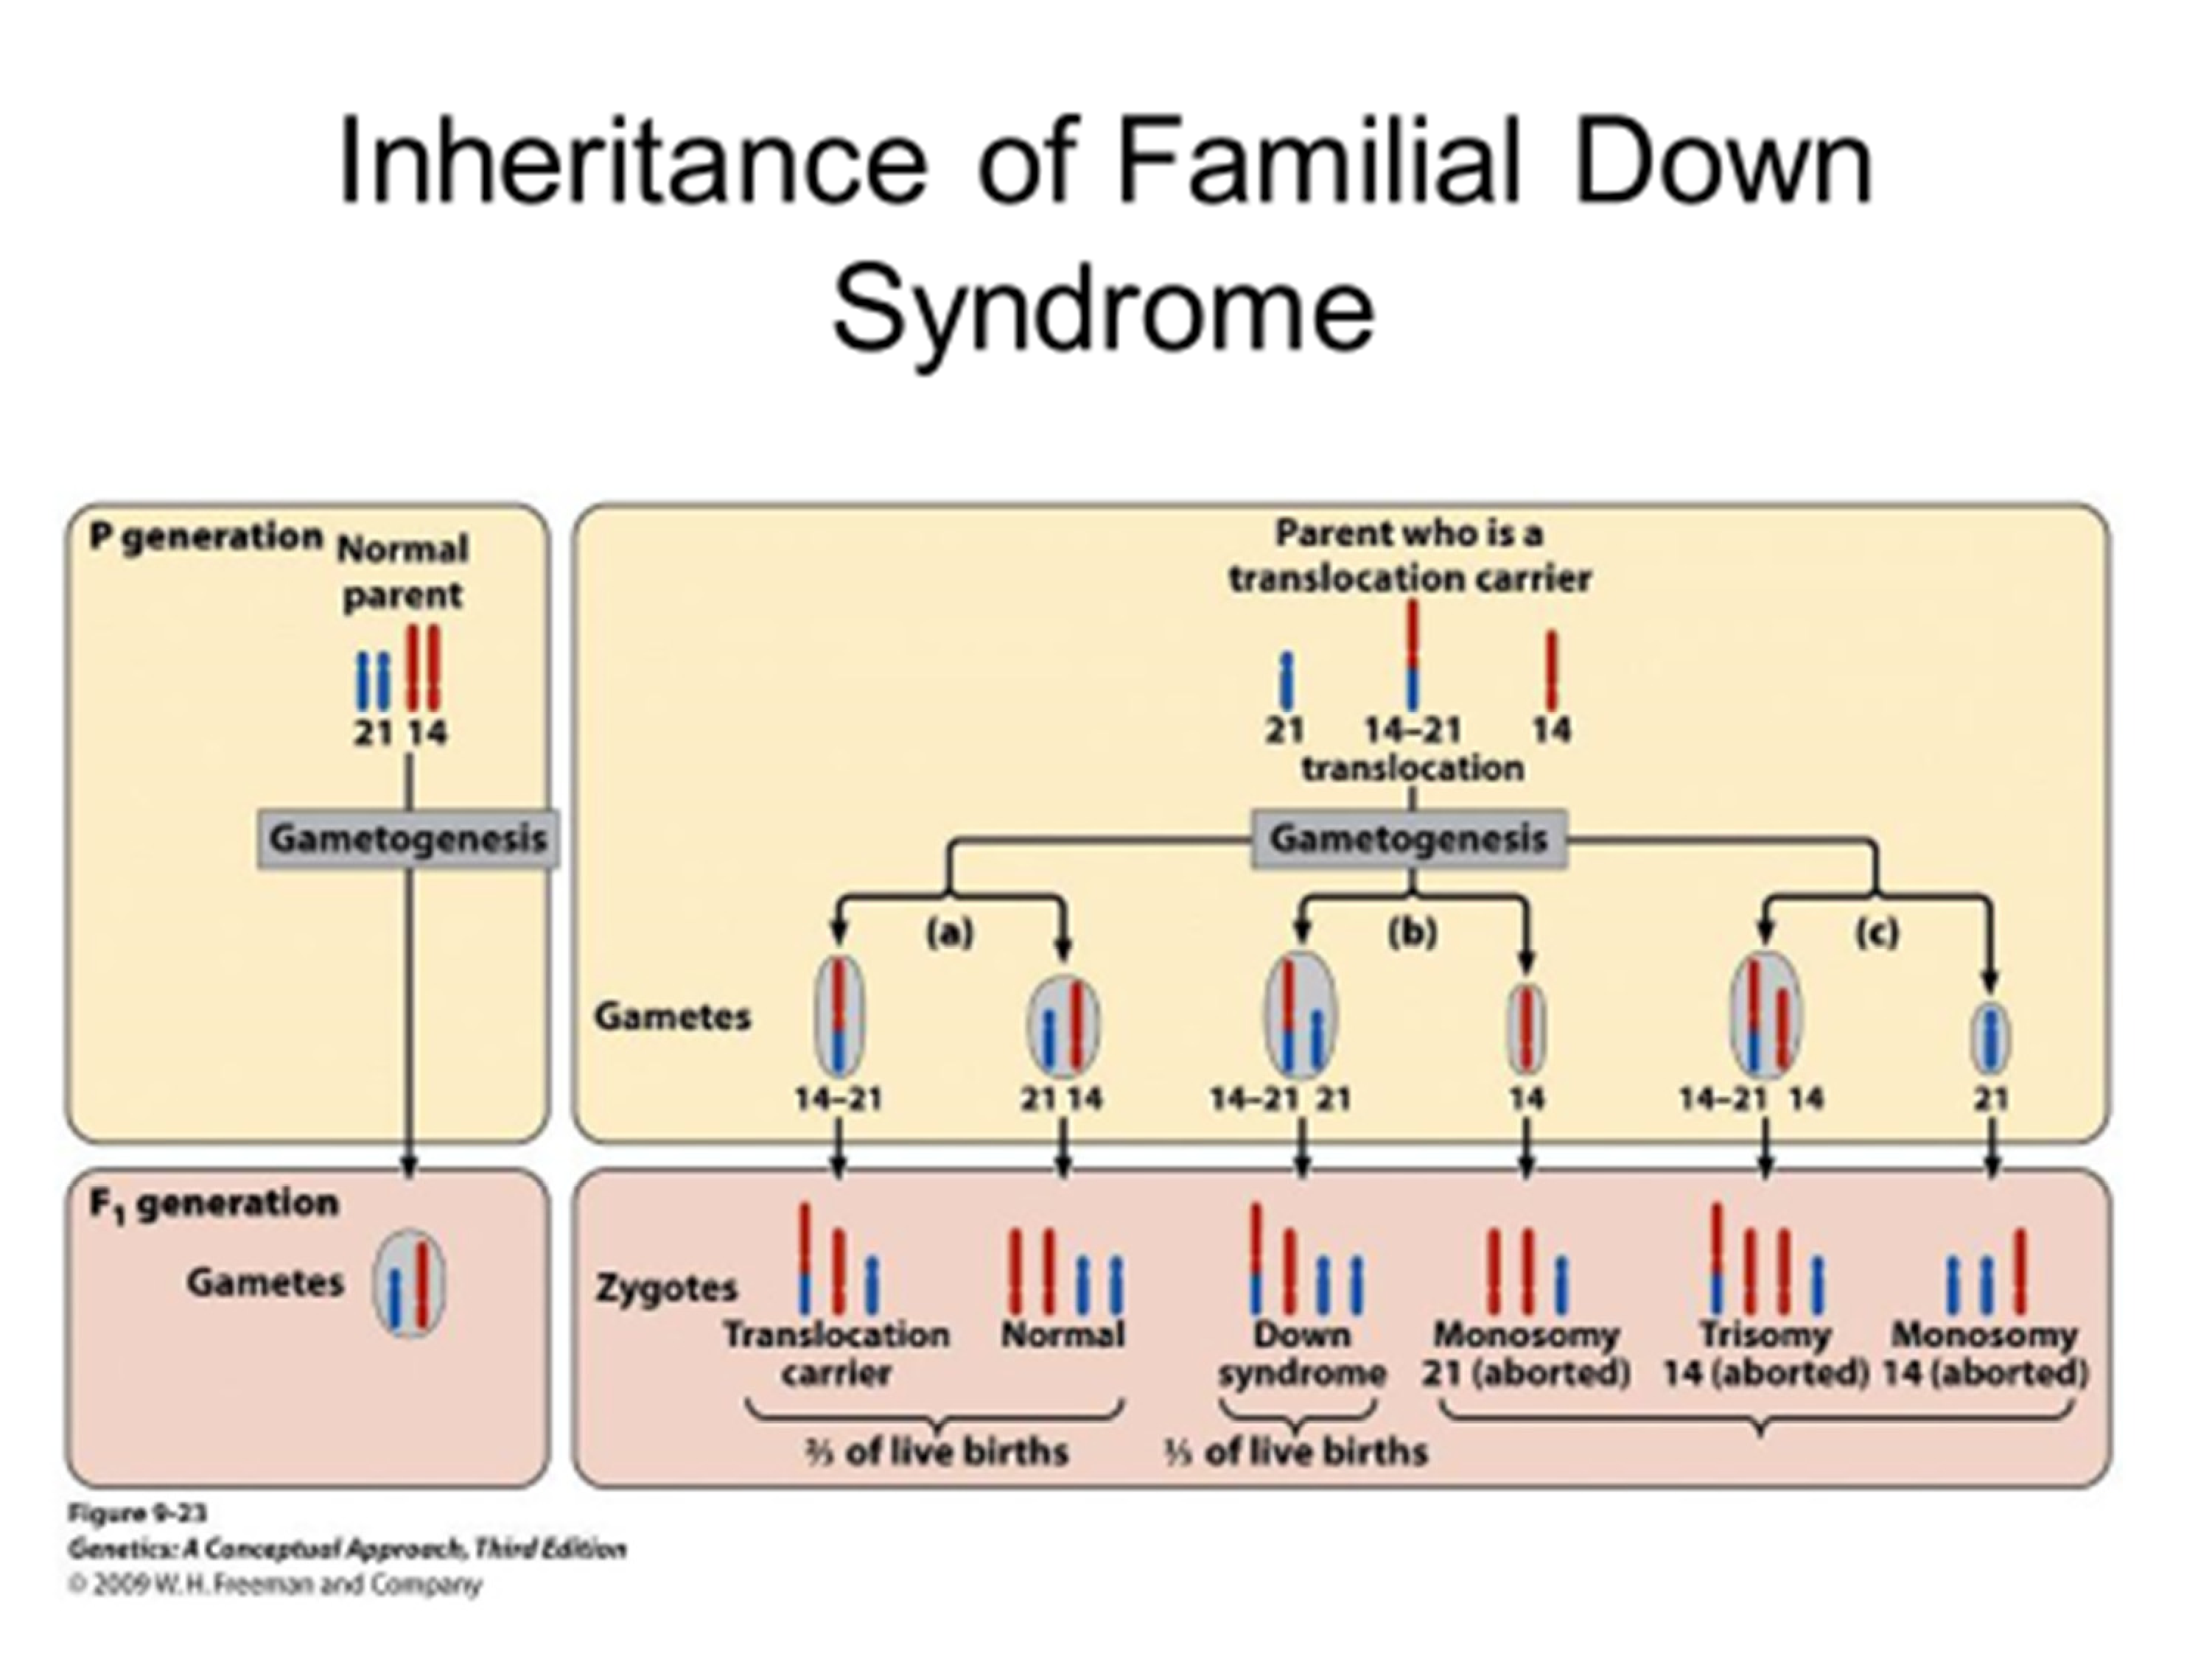 Inheritance of Familial Down
Syndrome
P generation
Normal
parent
21 14
Gametogenesis
Parent who is a
translocation carrier
21 14–21 14
translocation
Gametogenesis
(a) (b) (c)
Gametes
14–21 21 14 14–21 21 14 14–21 14 21
F1 generation
Gametes
Zygotes
Translocation Normal Down Monosomy Trisomy Monosomy
carrier syndrome 21 (aborted) 14 (aborted) 14 (aborted)
⅔ of live births ⅓ of live births
Figure 9-23
Genetics: A Conceptual Approach, Third Edition
© 2009 W. H. Freeman and Company